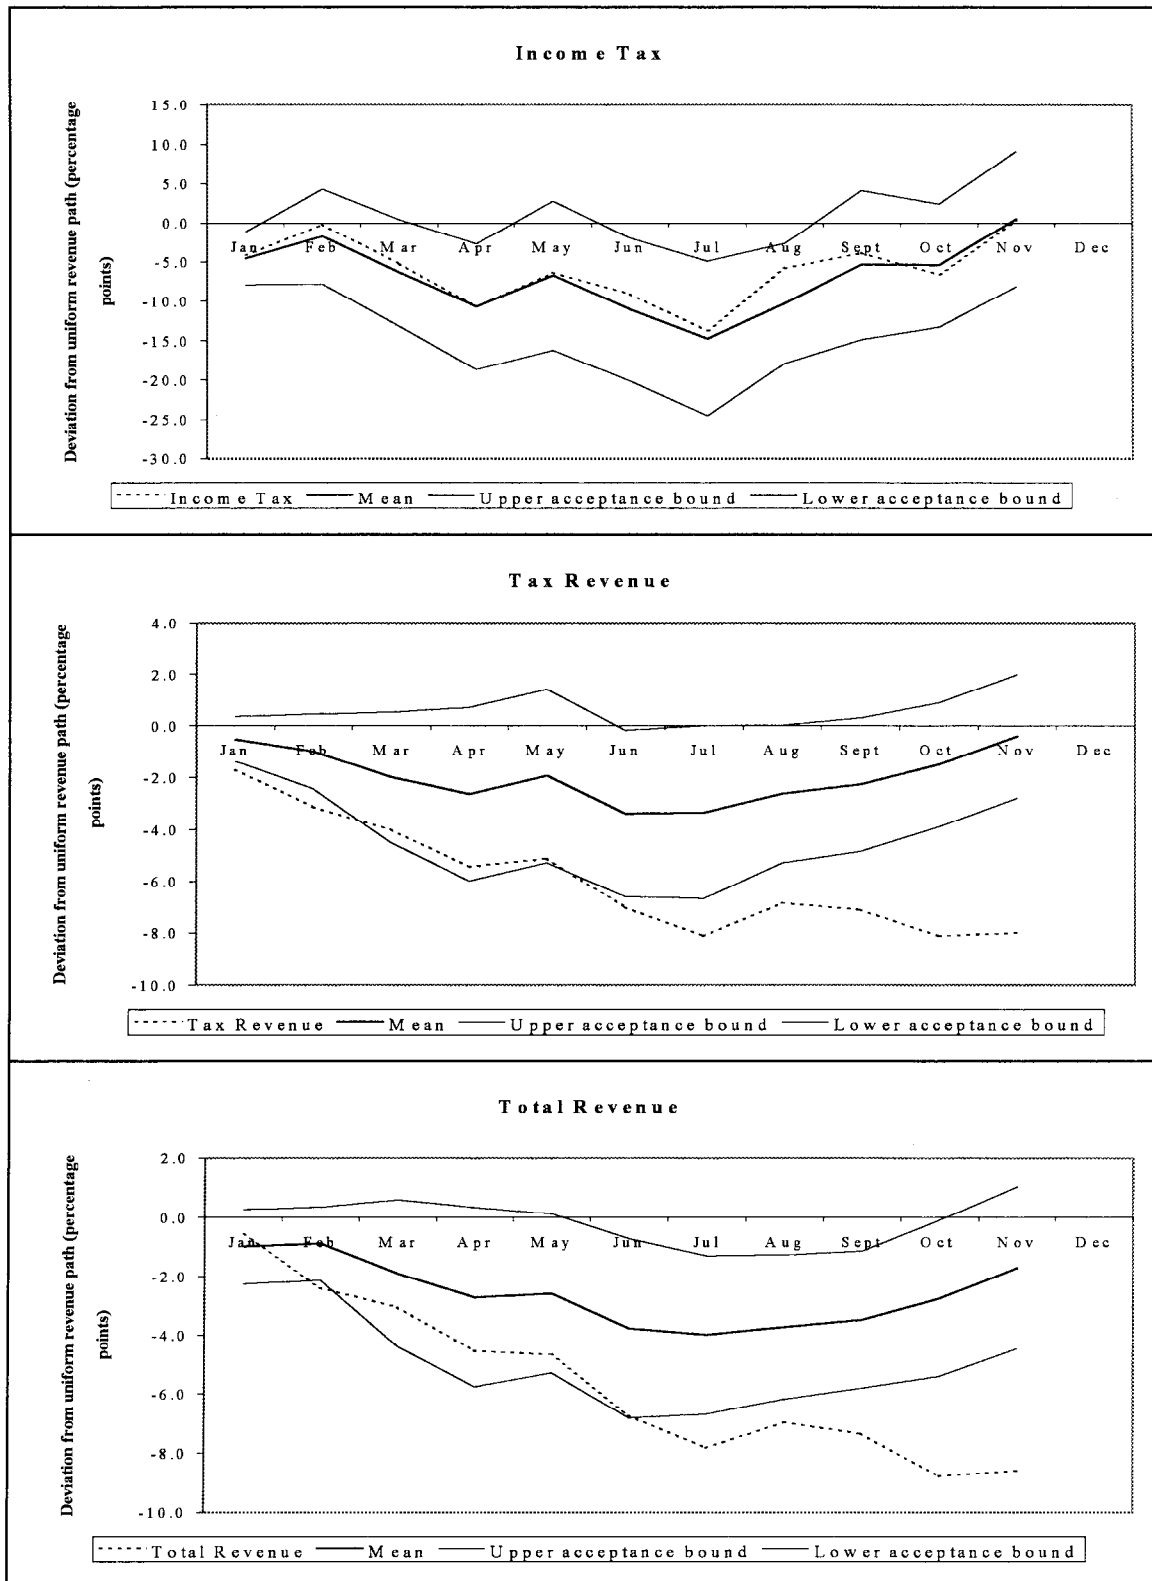 Income Tax
Deviation from uniform revenue path (percentage
points)
15.0
10.0
5.0
0.0
-5.0
-10.0
-15.0
-20.0
-25.0
-30.0
Jan Feb Mar Apr May Jun Jul Aug Sept Oct Nov Dec
Income Tax Mean Upper acceptance bound Lower acceptance bound
Tax Revenue
Deviation from uniform revenue path (percentage
points)
4.0
2.0
0.0
-2.0
-4.0
-6.0
-8.0
-10.0
Jan Feb Mar Apr May Jun Jul Aug Sept Oct Nov Dec
Tax Revenue Mean Upper acceptance bound Lower acceptance bound
Total Revenue
Deviation from uniform revenue path (percentage
points)
2.0
0.0
-2.0
-4.0
-6.0
-8.0
-10.0
Jan Feb Mar Apr May Jun Jul Aug Sept Oct Nov Dec
Total Revenue Mean Upper acceptance bound Lower acceptance bound